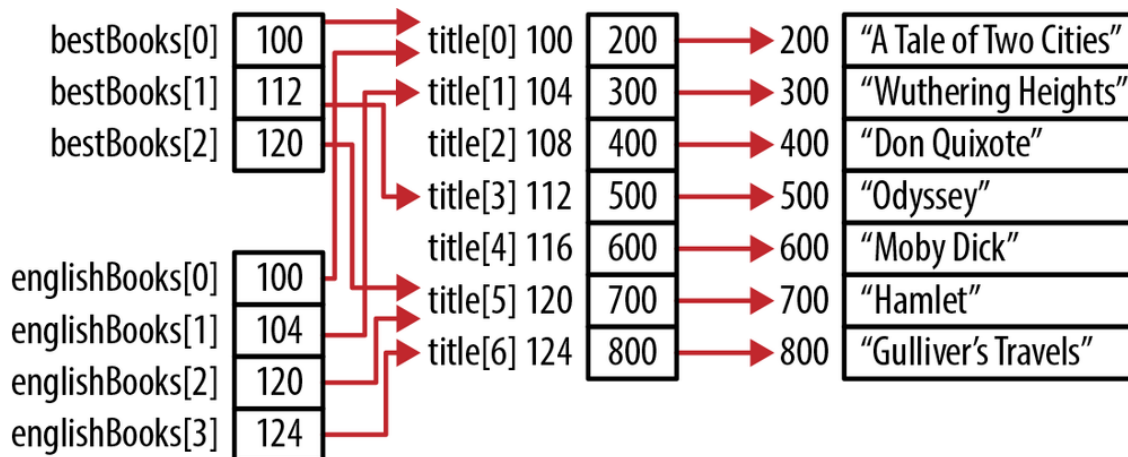 bestBooks[0] 100 title[0] 100 200 200 “A Tale of Two Cities”
bestBooks[1] 112 title[1] 104 300 300 “Wuthering Heights”
bestBooks[2] 120 title[2] 108 400 400 “Don Quixote”
title[3] 112 500 500 “Odyssey”
title[4] 116 600 600 “Moby Dick”
englishBooks[0] 100 title[5] 120 700 700 “Hamlet”
englishBooks[1] 104 title[6] 124 800 800 “Gulliver’s Travels”
englishBooks[2] 120
englishBooks[3] 124